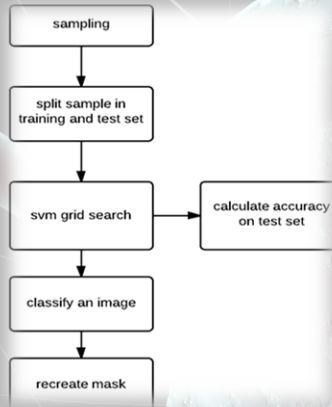 sampling
split sample in
training and test set
svm grid search
calculate accuracy
on test set
classify an image
recreate mask